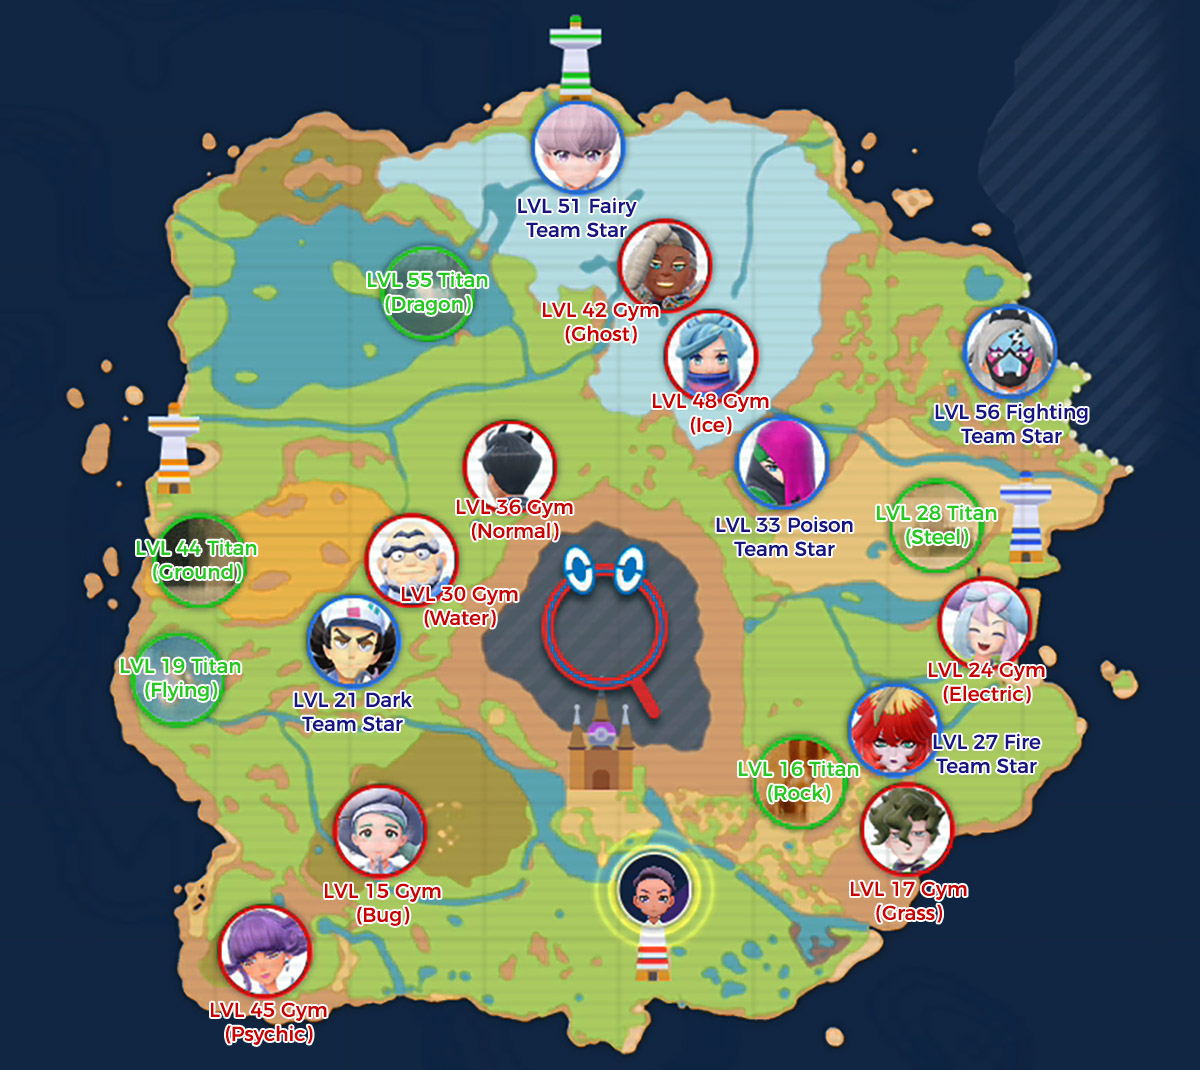 LVL 51 Fairy
Team Star
LVL 55 Titan
(Dragon)
LVL 42 Gym
(Ghost)
LVL 48 Gym
(Ice)
LVL 56 Fighting
Team Star
LVL 36 Gym
(Normal)
LVL 33 Poison
Team Star
LVL 28 Titan
(Steel)
LVL 44 Titan
(Ground)
LVL 30 Gym
(Water)
LVL 19 Titan
(Flying)
LVL 21 Dark
Team Star
LVL 24 Gym
(Electric)
LVL 27 Fire
Team Star
LVL 16 Titan
(Rock)
LVL 15 Gym
(Bug)
LVL 17 Gym
(Grass)
LVL 45 Gym
(Psychic)